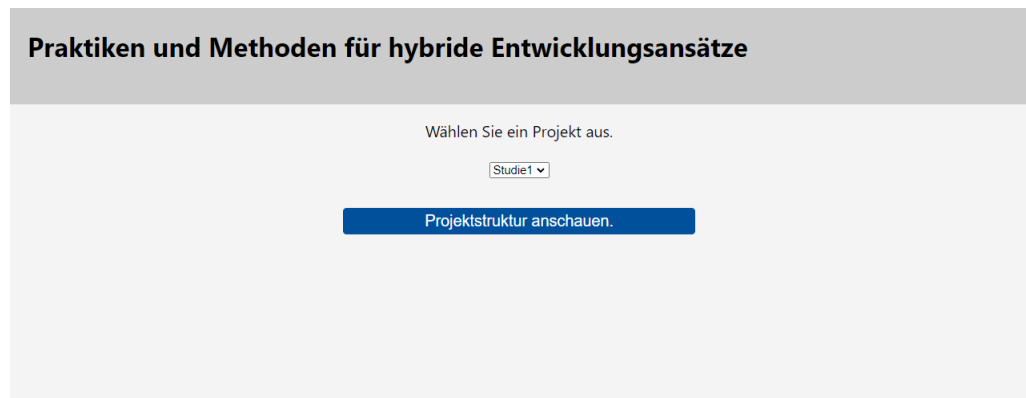 Praktiken und Methoden für hybride Entwicklungsansätze
Wählen Sie ein Projekt aus.
Studie1
Projektstruktur anschauen.